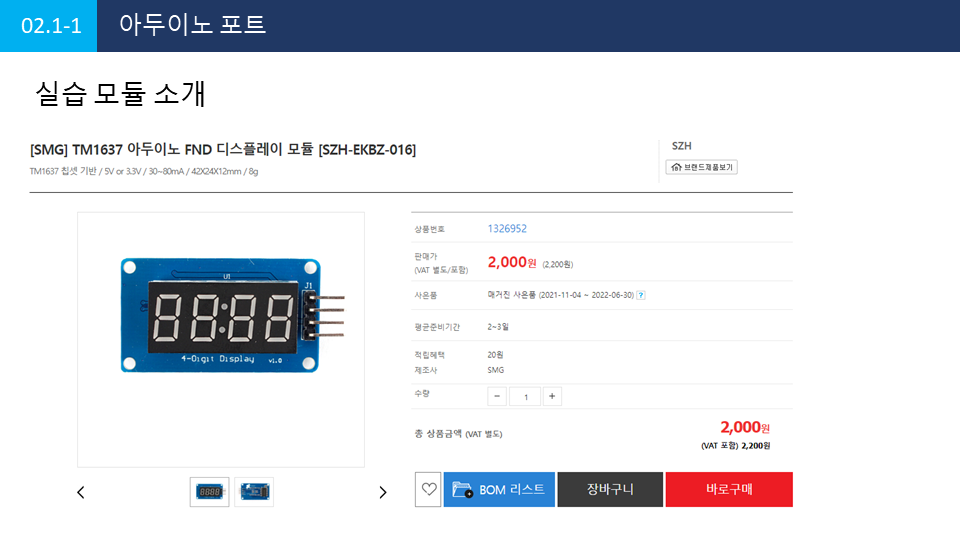 02.1-1 아두이노 포트
실습 모듈 소개
[SMG] TM1637 아두이노 FND 디스플레이 모듈 [SZH-EKBZ-016]
TM1637 칩셋 기반 / 5V or 3.3V / 30~80mA / 42X24X12mm / 8g
SZH
브랜드제품보기
U1
J1
4-Digit Display v1.0
상품번호 1326952
판매가
(VAT 별도/포함)
2,000원 (2,200원)
사은품 매거진 사은품 (2021-11-04 ~ 2022-06-30) ?
평균준비기간 2~3일
적립혜택 20원
제조사 SMG
수량 − 1 +
총 상품금액 (VAT 별도) 2,000원
(VAT 포함) 2,200원
BOM 리스트 장바구니 바로구매